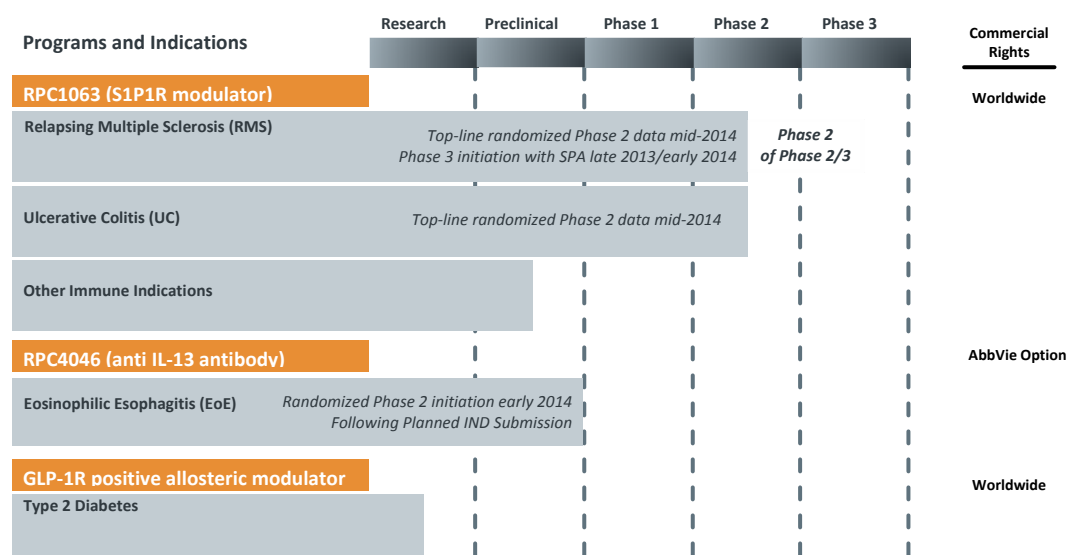 Research Preclinical Phase 1 Phase 2 Phase 3
Programs and Indications
Commercial
Rights
RPC1063 (S1P1R modulator)
Worldwide
Relapsing Multiple Sclerosis (RMS)
Top-line randomized Phase 2 data mid-2014
Phase 3 initiation with SPA late 2013/early 2014
Phase 2
of Phase 2/3
Ulcerative Colitis (UC)
Top-line randomized Phase 2 data mid-2014
Other Immune Indications
RPC4046 (anti IL-13 antibody)
AbbVie Option
Eosinophilic Esophagitis (EoE)
Randomized Phase 2 initiation early 2014
Following Planned IND Submission
GLP-1R positive allosteric modulator
Worldwide
Type 2 Diabetes